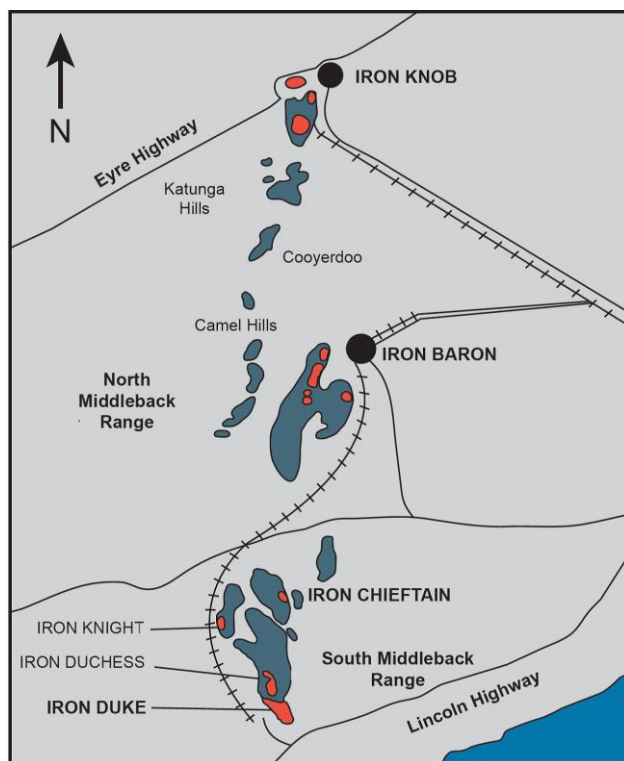 IRON KNOB
N
Eyre Highway
Katunga
Hills
Cooyerdoo
Camel Hills
IRON BARON
North
Middleback
Range
IRON CHIEFTAIN
IRON KNIGHT
IRON DUCHESS
South Middleback
Range
IRON DUKE
Lincoln Highway